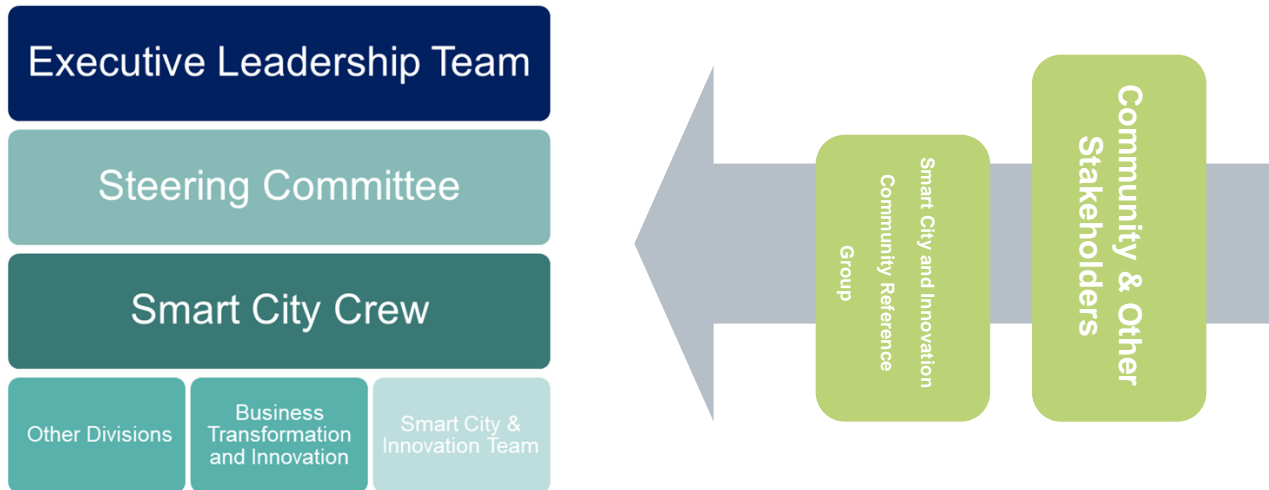 Executive Leadership Team
Steering Committee
Smart City Crew
Other Divisions
Business
Transformation
and Innovation
Smart City &
Innovation Team
Smart City and Innovation
Community Reference
Group
Community & Other
Stakeholders